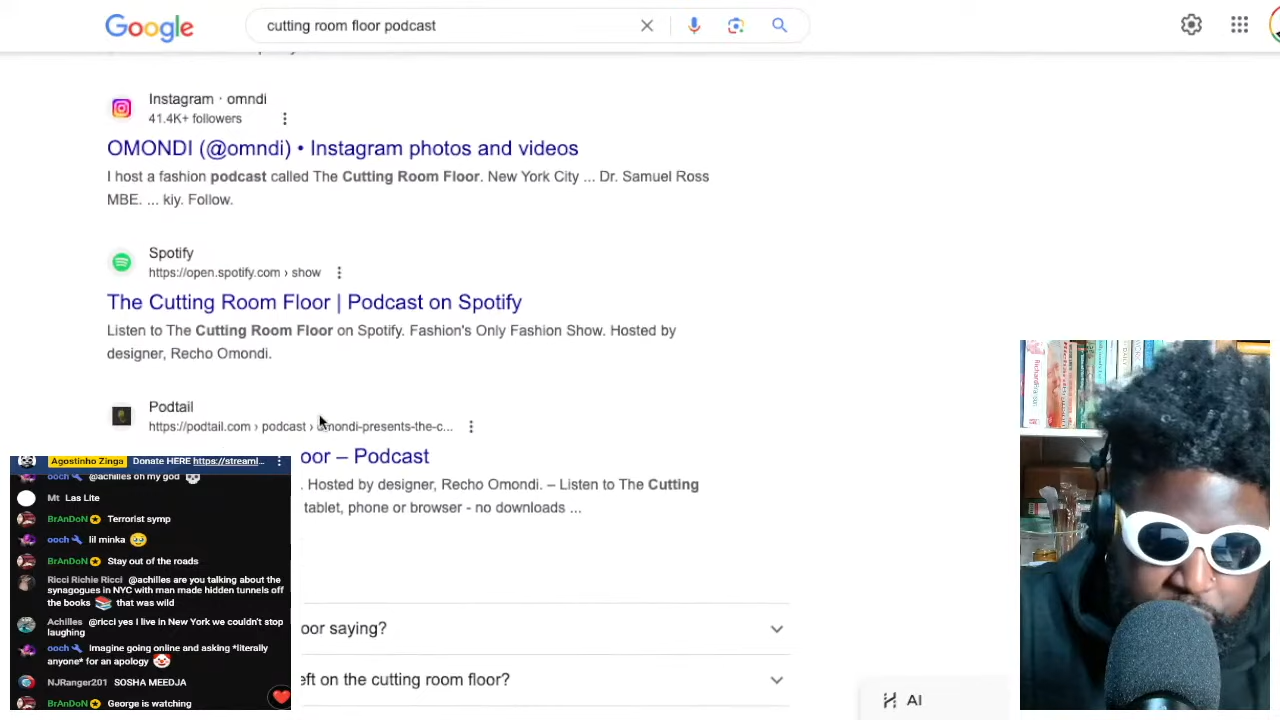 Google
cutting room floor podcast
Instagram · omndi
41.4K+ followers
OMONDI (@omndi) • Instagram photos and videos
I host a fashion podcast called The Cutting Room Floor. New York City ... Dr. Samuel Ross
MBE. ... kiy. Follow.
Spotify
https://open.spotify.com › show
The Cutting Room Floor | Podcast on Spotify
Listen to The Cutting Room Floor on Spotify. Fashion's Only Fashion Show. Hosted by
designer, Recho Omondi.
Podtail
https://podtail.com › podcast › omondi-presents-the-c...
oor – Podcast
. Hosted by designer, Recho Omondi. – Listen to The Cutting
tablet, phone or browser - no downloads ...
oor saying?
eft on the cutting room floor?
AI
Agostinho Zinga Donate HERE https://streaml...
ooch @achilles oh my god
Mt Las Lite
BrAnDoN Terrorist symp
ooch lil minka
BrAnDoN Stay out of the roads
Ricci Richie Ricci @achilles are you talking about the
synagogues in NYC with man made hidden tunnels off
the books that was wild
Achilles @ricci yes I live in New York we couldn't stop
laughing
ooch Imagine going online and asking *literally
anyone* for an apology
NJRanger201 SOSHA MEEDJA
BrAnDoN George is watching